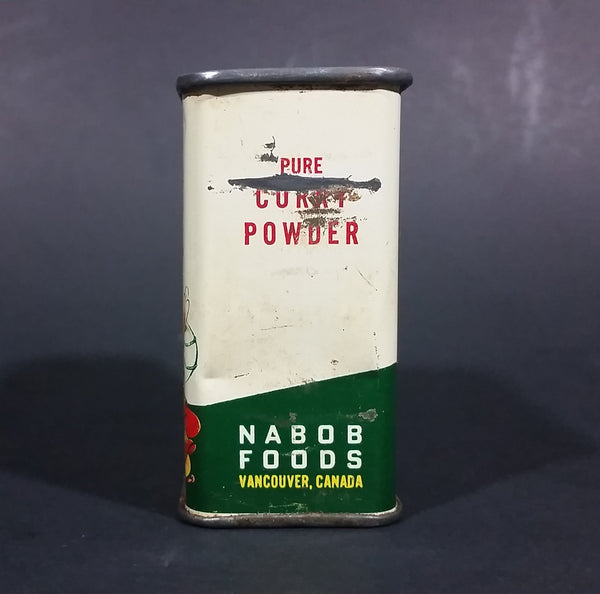 PURE
CURRY
POWDER
NABOB
FOODS
VANCOUVER, CANADA